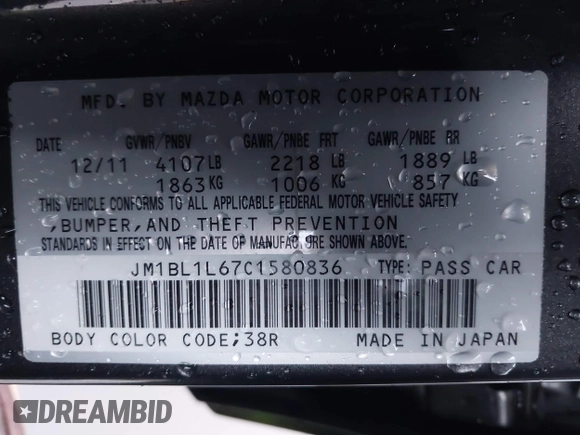 MFD. BY MAZDA MOTOR CORPORATION
DATE GVWR/PNBV GAWR/PNBE FRT GAWR/PNBE RR
12/11 4107LB 2218 LB 1889 LB
1863KG 1006 KG 857KG
THIS VEHICLE CONFORMS TO ALL APPLICABLE FEDERAL MOTOR VEHICLE SAFETY
,BUMPER,AND THEFT PREVENTION
STANDARDS IN EFFECT ON THE DATE OF MANUFACTURE SHOWN ABOVE.
JM1BL1L67C1580836 TYPE: PASS CAR
BODY COLOR CODE;38R MADE IN JAPAN
DREAMBID